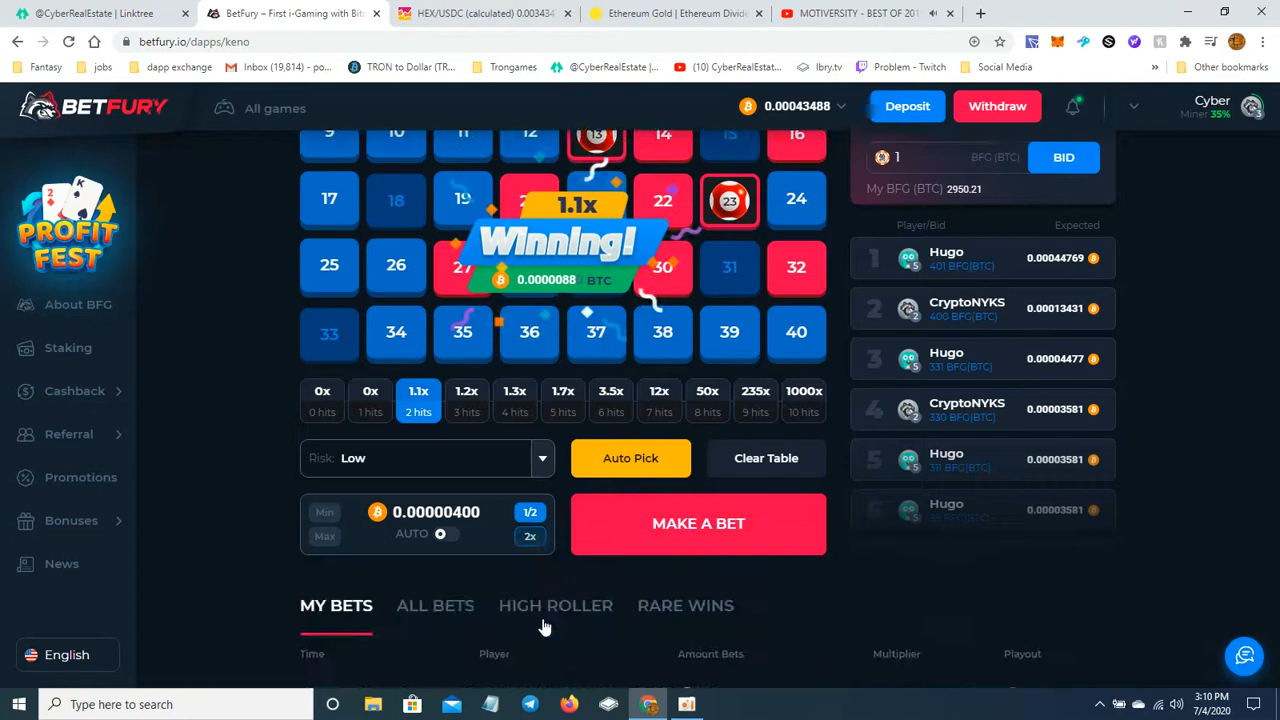 @CyberRealEstate | Linktree
BetFury – First i-Gaming with Bit
HEX/USDC (calculated) 0.003434
Ethereum Gold | Ethereum Divide
MOTIVERSITY - BEST OF 201
betfury.io/dapps/keno
Fantasy
jobs
dapp exchange
Inbox (19,814) - po...
TRON to Dollar (TR...
Trongames
@CyberRealEstate |...
(10) CyberRealEstat...
lbry.tv
Problem - Twitch
Social Media
»
Other bookmarks
BETFURY
All games
0.00043488
Deposit
Withdraw
Cyber
Miner 35%
3
PROFIT FEST
About BFG
Staking
Cashback
Referral
Promotions
Bonuses
News
English
9 10 11 12 13 14 15 16
17 18 19 22 23 24
25 26 27 30 31 32
33 34 35 36 37 38 39 40
1.1x
Winning!
0.0000088 BTC
0x 0x 1.1x 1.2x 1.3x 1.7x 3.5x 12x 50x 235x 1000x
0 hits 1 hits 2 hits 3 hits 4 hits 5 hits 6 hits 7 hits 8 hits 9 hits 10 hits
Risk: Low
Auto Pick
Clear Table
Min
Max
0.00000400
AUTO
1/2
2x
MAKE A BET
MY BETS
ALL BETS
HIGH ROLLER
RARE WINS
Time
Player
Amount Bets
Multiplier
Playout
1
BFG (BTC)
BID
My BFG (BTC) 2950.21
Player/Bid
Expected
1 Hugo 0.00044769
401 BFG(BTC)
2 CryptoNYKS 0.00013431
400 BFG(BTC)
3 Hugo 0.00004477
331 BFG(BTC)
4 CryptoNYKS 0.00003581
330 BFG(BTC)
5 Hugo 0.00003581
311 BFG(BTC)
Hugo 0.00003581
Type here to search
3:10 PM
7/4/2020